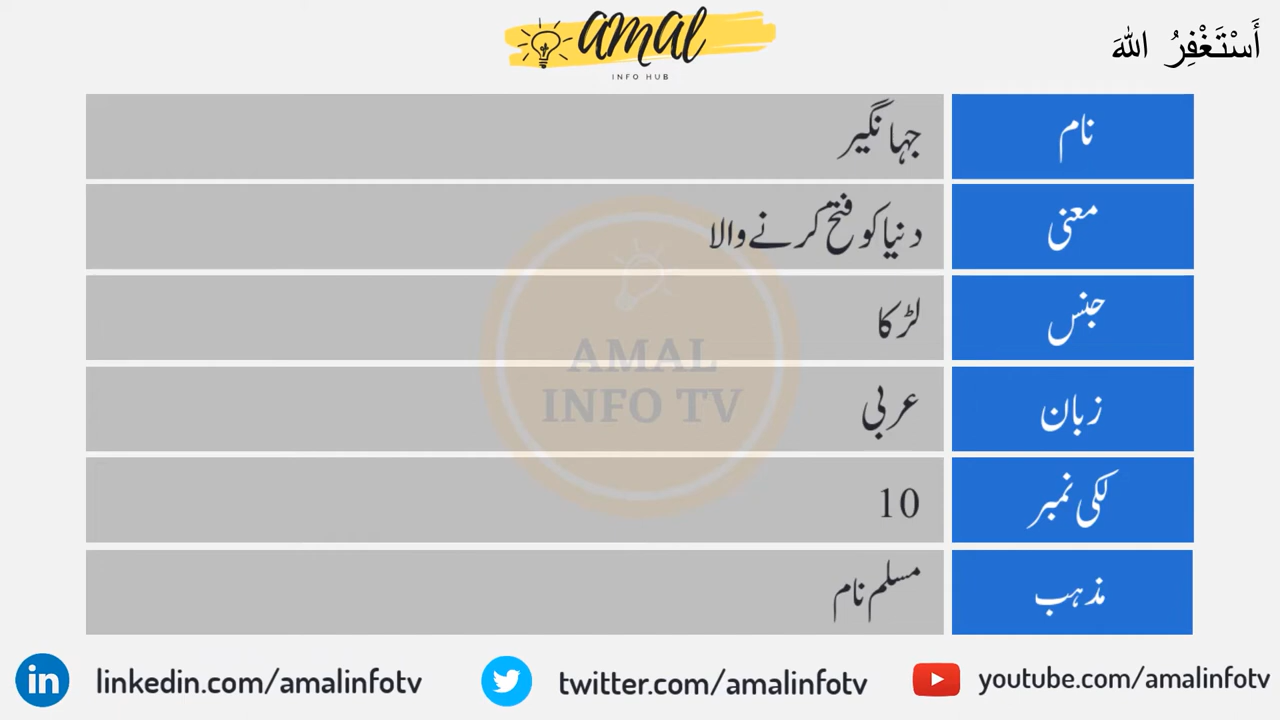 amal
INFO HUB
أَسْتَغْفِرُ اللهَ
نام جہانگیر
معنی دنیا کو فتح کرنے والا
جنس لڑکا
زبان عربی
لکی نمبر 10
مذہب مسلم نام
AMAL
INFO TV
linkedin.com/amalinfotv twitter.com/amalinfotv youtube.com/amalinfotv